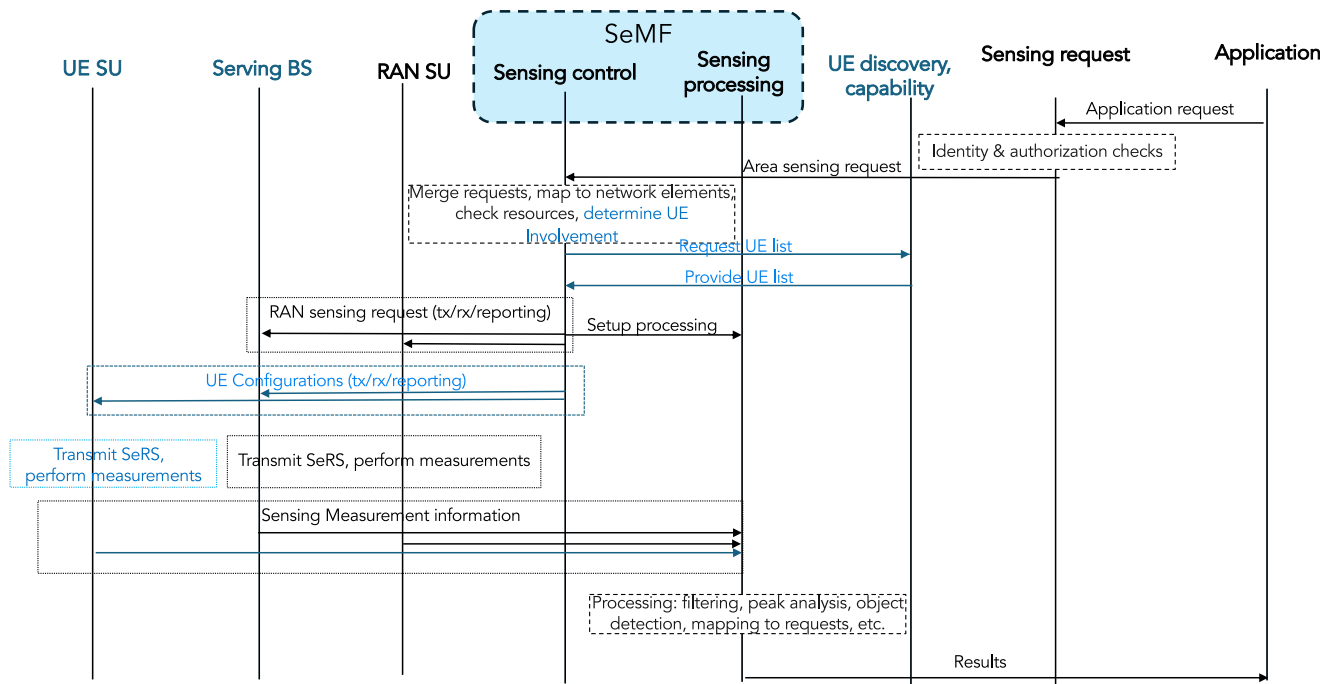 SeMF
UE SU
Serving BS
RAN SU
Sensing control
Sensing
processing
UE discovery,
capability
Sensing request
Application
Application request
Identity & authorization checks
Area sensing request
Merge requests, map to network elements,
check resources, determine UE
Involvement
Request UE list
Provide UE list
RAN sensing request (tx/rx/reporting)
Setup processing
UE Configurations (tx/rx/reporting)
Transmit SeRS,
perform measurements
Transmit SeRS, perform measurements
Sensing Measurement information
Processing: filtering, peak analysis, object
detection, mapping to requests, etc.
Results